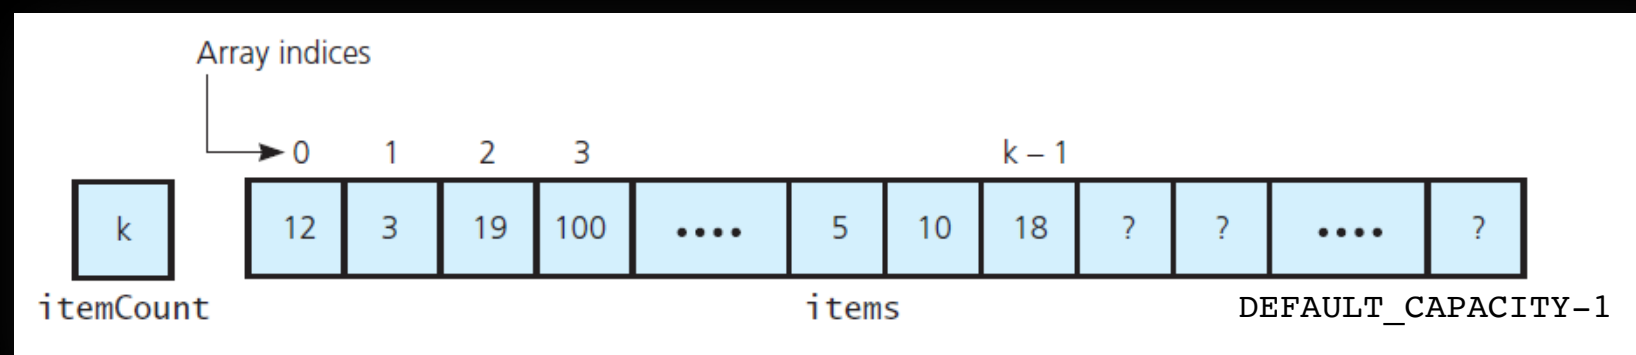 Array indices
0 1 2 3 k – 1
k 12 3 19 100 •••• 5 10 18 ? ? •••• ?
itemCount items DEFAULT_CAPACITY-1